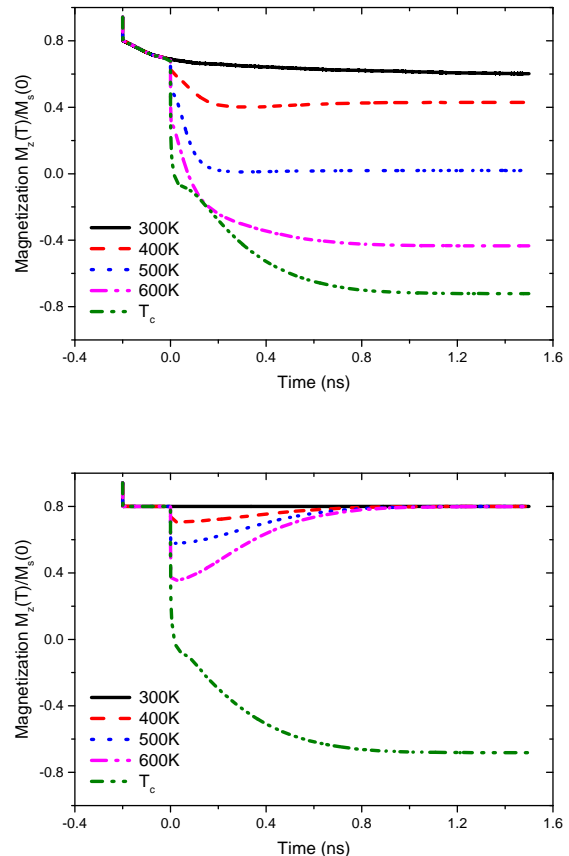 Magnetization M_z(T)/M_s(0)
0.8
0.4
0.0
-0.4
-0.8
300K
400K
500K
600K
T_c
-0.4 0.0 0.4 0.8 1.2 1.6
Time (ns)
Magnetization M_z(T)/M_s(0)
0.8
0.4
0.0
-0.4
-0.8
300K
400K
500K
600K
T_c
-0.4 0.0 0.4 0.8 1.2 1.6
Time (ns)